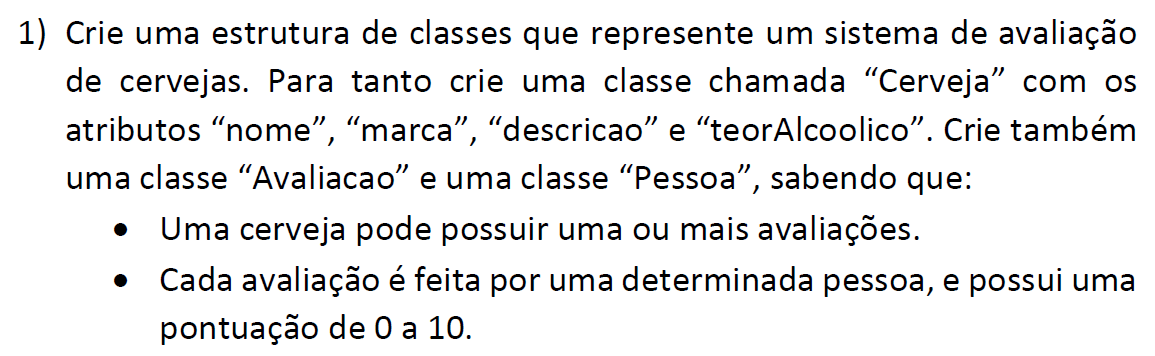 1) Crie uma estrutura de classes que represente um sistema de avaliação
de cervejas. Para tanto crie uma classe chamada “Cerveja” com os
atributos “nome”, “marca”, “descricao” e “teorAlcoolico”. Crie também
uma classe “Avaliacao” e uma classe “Pessoa”, sabendo que:
• Uma cerveja pode possuir uma ou mais avaliações.
• Cada avaliação é feita por uma determinada pessoa, e possui uma
pontuação de 0 a 10.